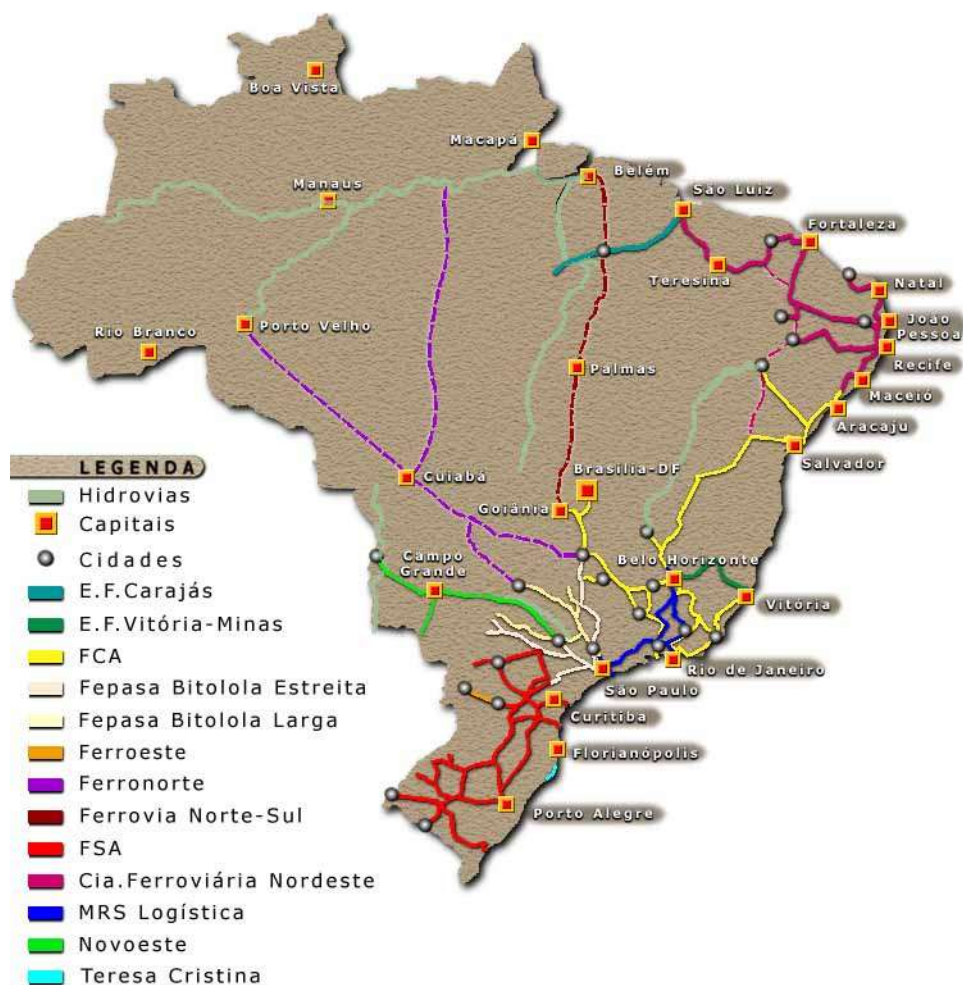 Boa Vista
Macapá
Belém
Manaus
São Luiz
Fortaleza
Teresina
Natal
Rio Branco
Porto Velho
João
Pessoa
Palmas
Recife
Maceió
Aracaju
LEGENDA
Cuiabá
Brasília-DF
Salvador
Hidrovias
Goiânia
Capitais
Cidades
Campo
Grande
Belo Horizonte
E.F.Carajás
Vitória
E.F.Vitória-Minas
FCA
Rio de Janeiro
Fepasa Bitolola Estreita
São Paulo
Fepasa Bitolola Larga
Curitiba
Ferroeste
Florianópolis
Ferronorte
Ferrovia Norte-Sul
Porto Alegre
FSA
Cia.Ferroviária Nordeste
MRS Logística
Novoeste
Teresa Cristina